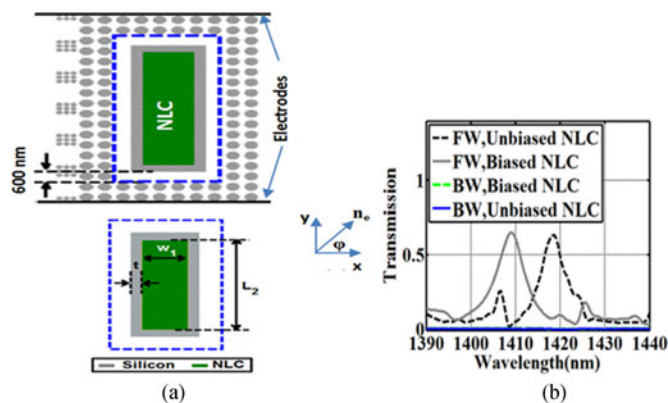 NLC
Electrodes
600 nm
y
nₑ
φ
x
w₁
t
L₂
Silicon
NLC
(a)
FW,Unbiased NLC
FW,Biased NLC
BW,Biased NLC
BW,Unbiased NLC
Transmission
1
0.5
0
1390 1400 1410 1420 1430 1440
Wavelength(nm)
(b)